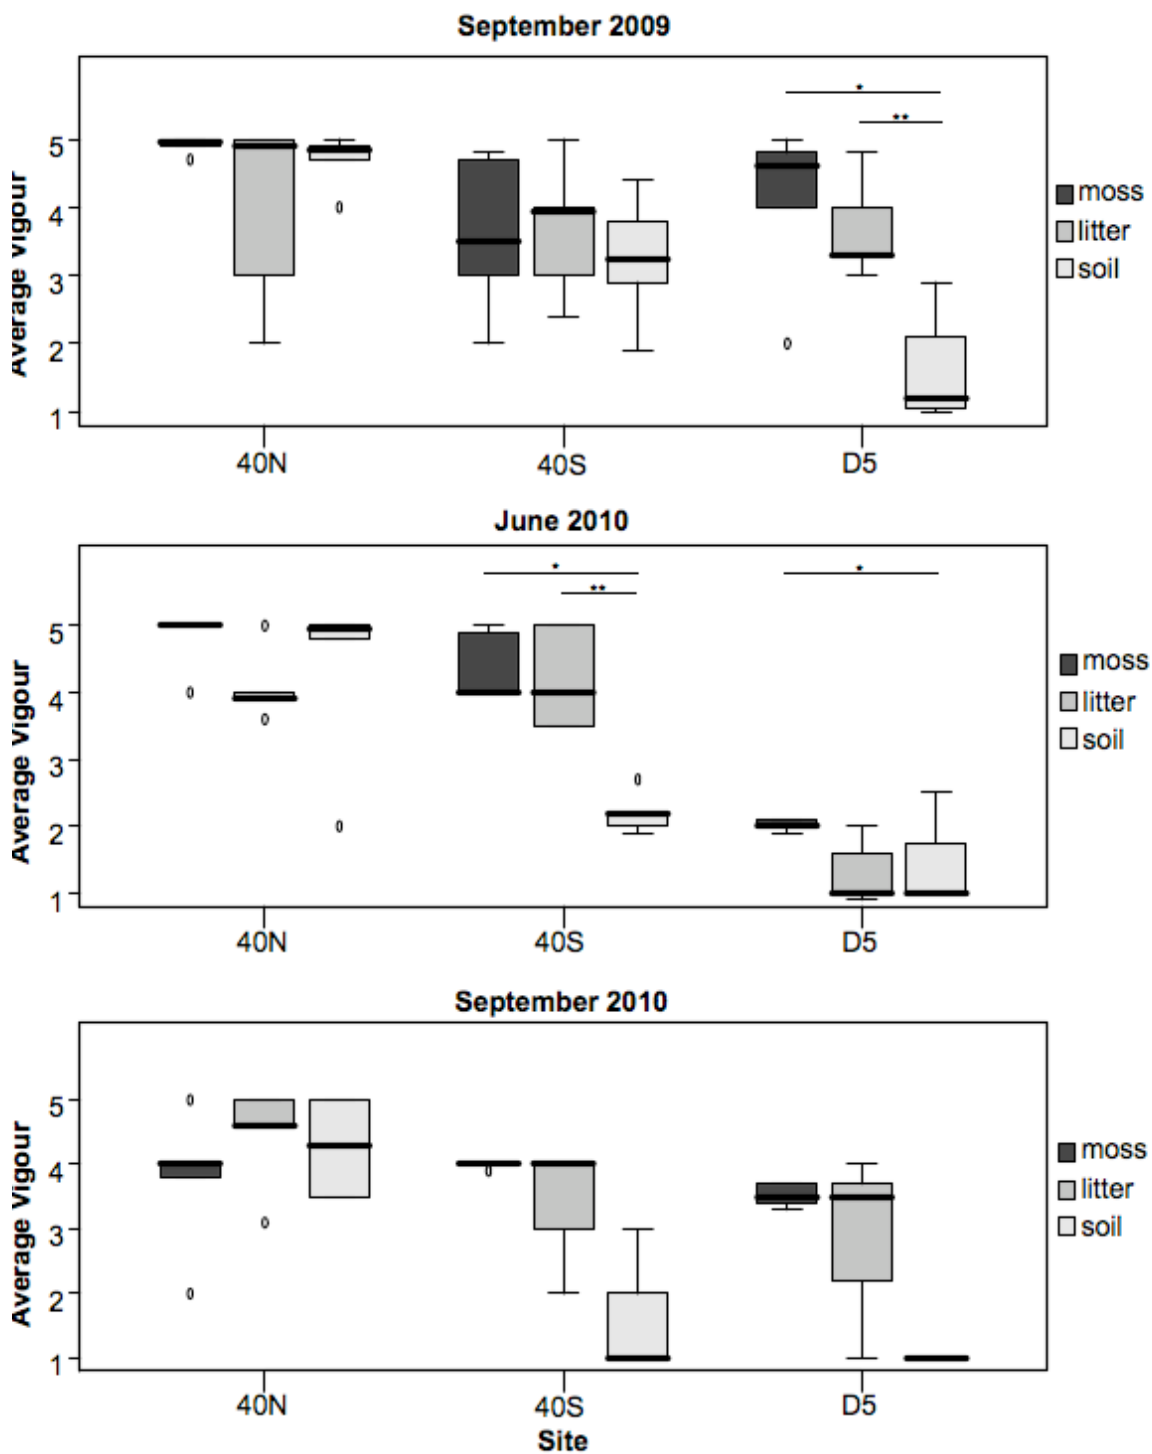 September 2009
*
**
5
4
3
2
1
Average Vigour
moss
litter
soil
40N 40S D5
June 2010
* *
**
5
4
3
2
1
Average Vigour
moss
litter
soil
40N 40S D5
September 2010
5
4
3
2
1
Average Vigour
moss
litter
soil
40N 40S D5
Site